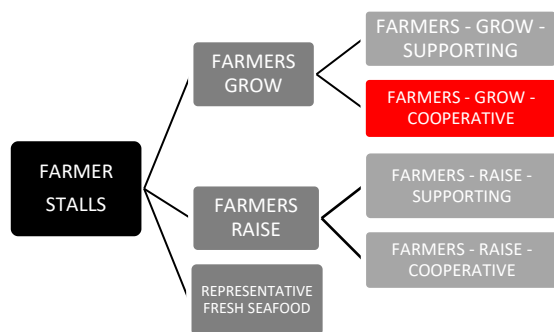 FARMER
STALLS
FARMERS
GROW
FARMERS - GROW -
SUPPORTING
FARMERS - GROW -
COOPERATIVE
FARMERS
RAISE
FARMERS - RAISE -
SUPPORTING
FARMERS - RAISE -
COOPERATIVE
REPRESENTATIVE
FRESH SEAFOOD